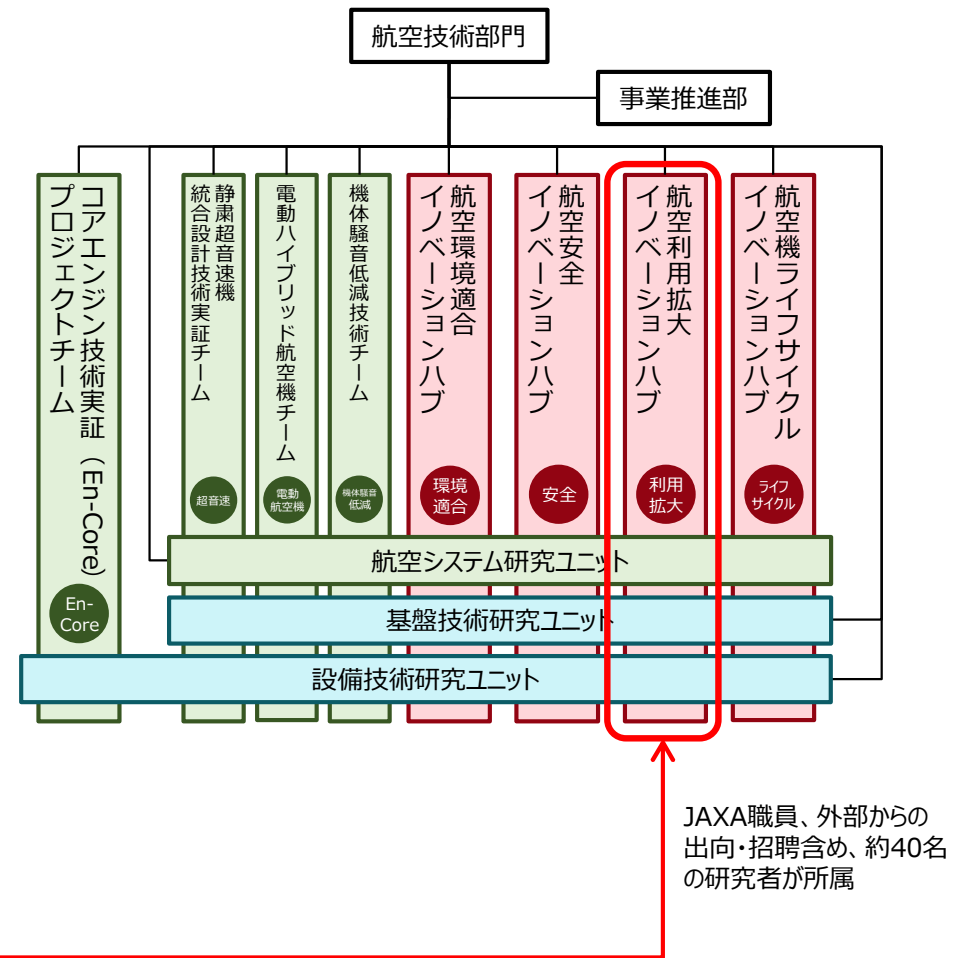 航空技術部門
事業推進部
コアエンジン技術実証（En-Core）
プロジェクトチーム
En-
Core
静粛超音速機
統合設計技術実証チーム
超音速
電動ハイブリッド航空機チーム
電動
航空機
機体騒音低減技術チーム
機体騒音
低減
航空環境適合
イノベーションハブ
環境
適合
航空安全
イノベーションハブ
安全
航空利用拡大
イノベーションハブ
利用
拡大
航空機ライフサイクル
イノベーションハブ
ライフ
サイクル
航空システム研究ユニット
基盤技術研究ユニット
設備技術研究ユニット
JAXA職員、外部からの
出向・招聘含め、約40名
の研究者が所属